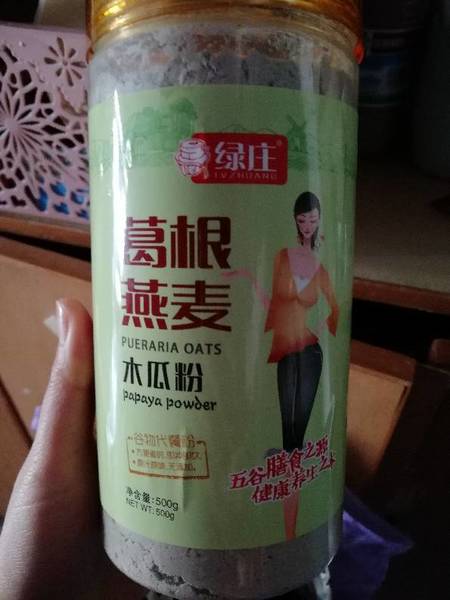 绿庄®
LVZHUANG
葛根
燕麦
PUERARIA OATS
木瓜粉
papaya powder
谷物代餐粉
净含量:500g
NET WT: 500g
五谷膳食之源
健康养生之本